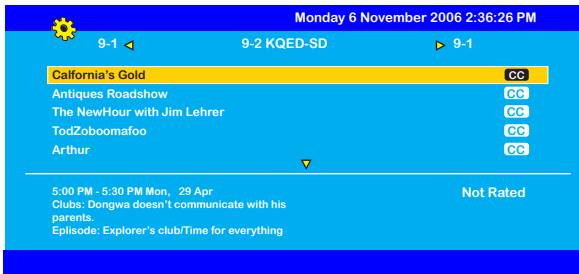 Monday 6 November 2006 2:36:26 PM
9-1 9-2 KQED-SD 9-1
Calfornia's Gold CC
Antiques Roadshow CC
The NewHour with Jim Lehrer CC
TodZoboomafoo CC
Arthur CC
5:00 PM - 5:30 PM Mon, 29 Apr Not Rated
Clubs: Dongwa doesn't communicate with his
parents.
Eplisode: Explorer's club/Time for everything